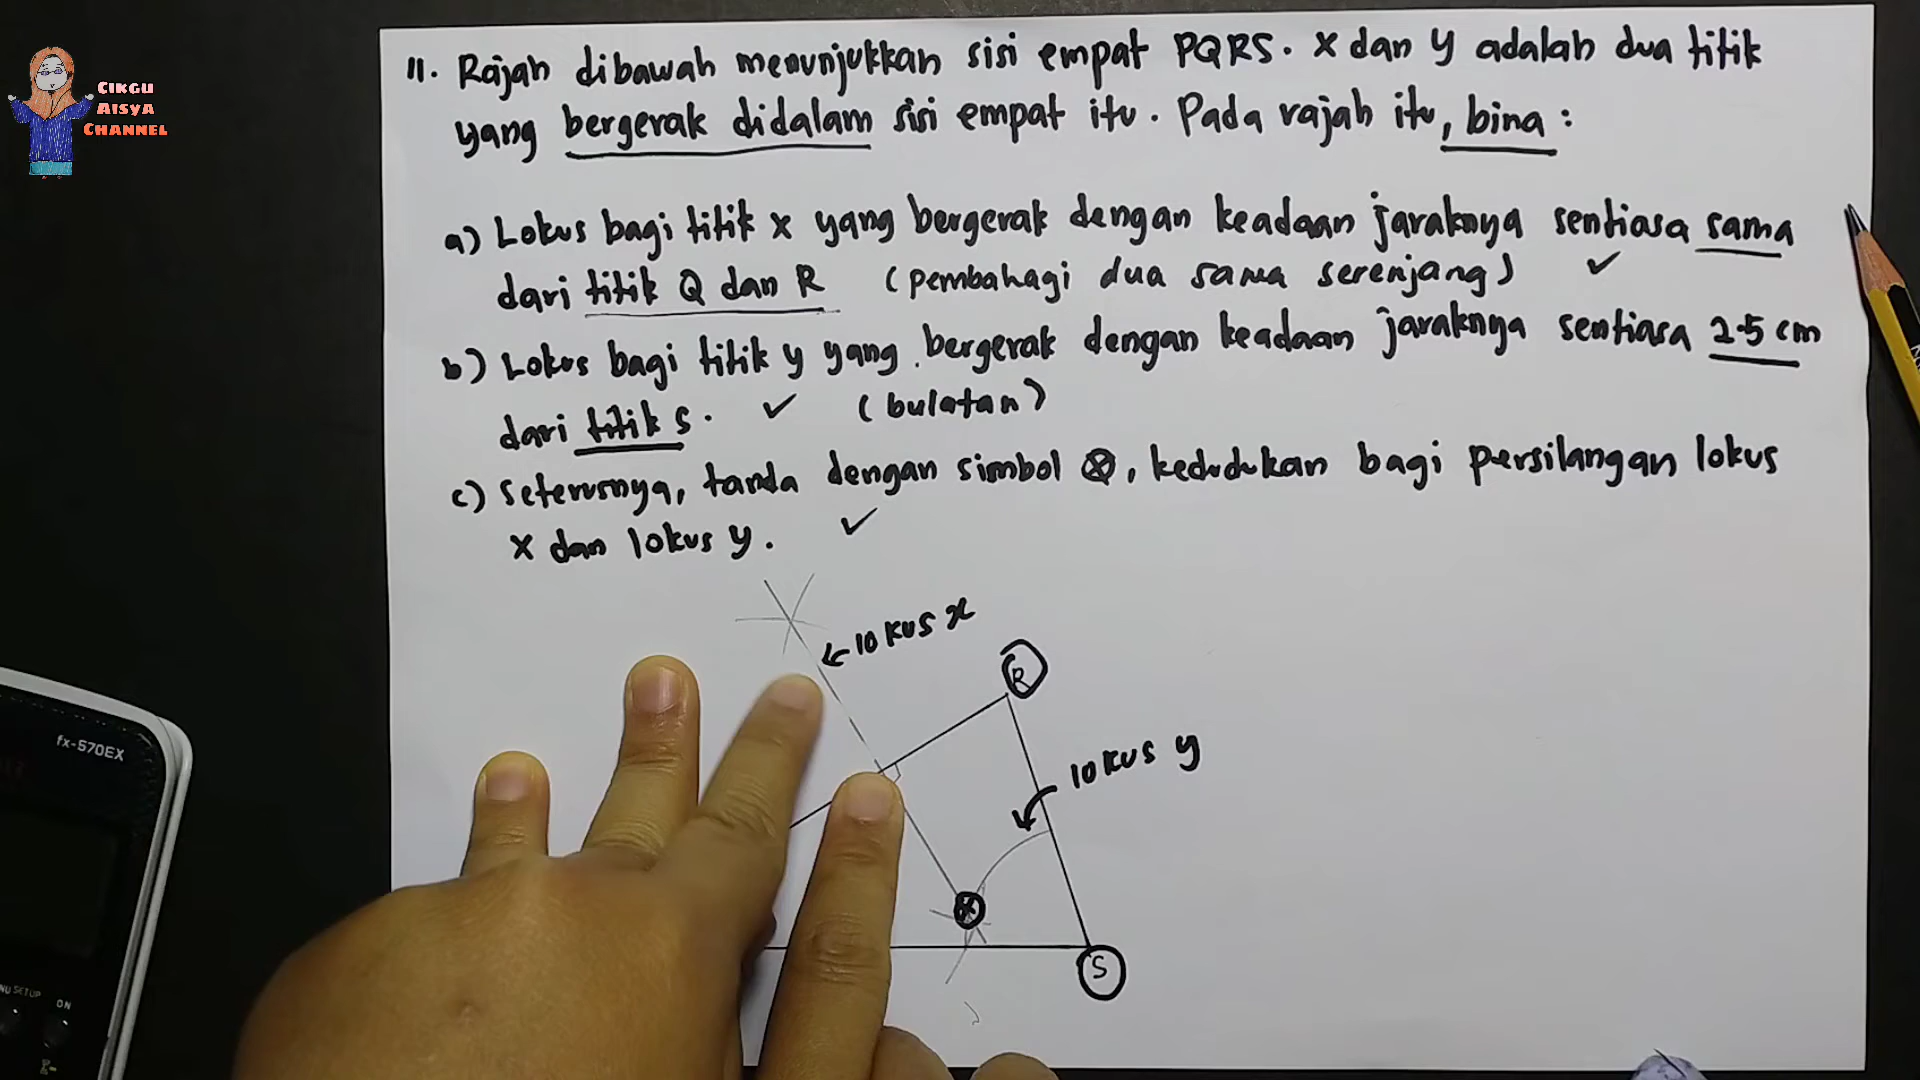 CIKGU
AISYA
CHANNEL
11. Rajah dibawah menunjukkan sisi empat PQRS. X dan Y adalah dua titik
yang bergerak didalam sisi empat itu. Pada rajah itu, bina :
a) Lokus bagi titik X yang bergerak dengan keadaan jaraknya sentiasa sama
dari titik Q dan R (pembahagi dua sama serenjang) ✓
b) Lokus bagi titik y yang bergerak dengan keadaan jaraknya sentiasa 2.5 cm
dari titik S. ✓ (bulatan)
c) Seterusnya, tanda dengan simbol ⊗, kedudukan bagi persilangan lokus
X dan lokus y. ✓
lokus x
R
lokus y
S
fx-570EX
NU SETUP ON